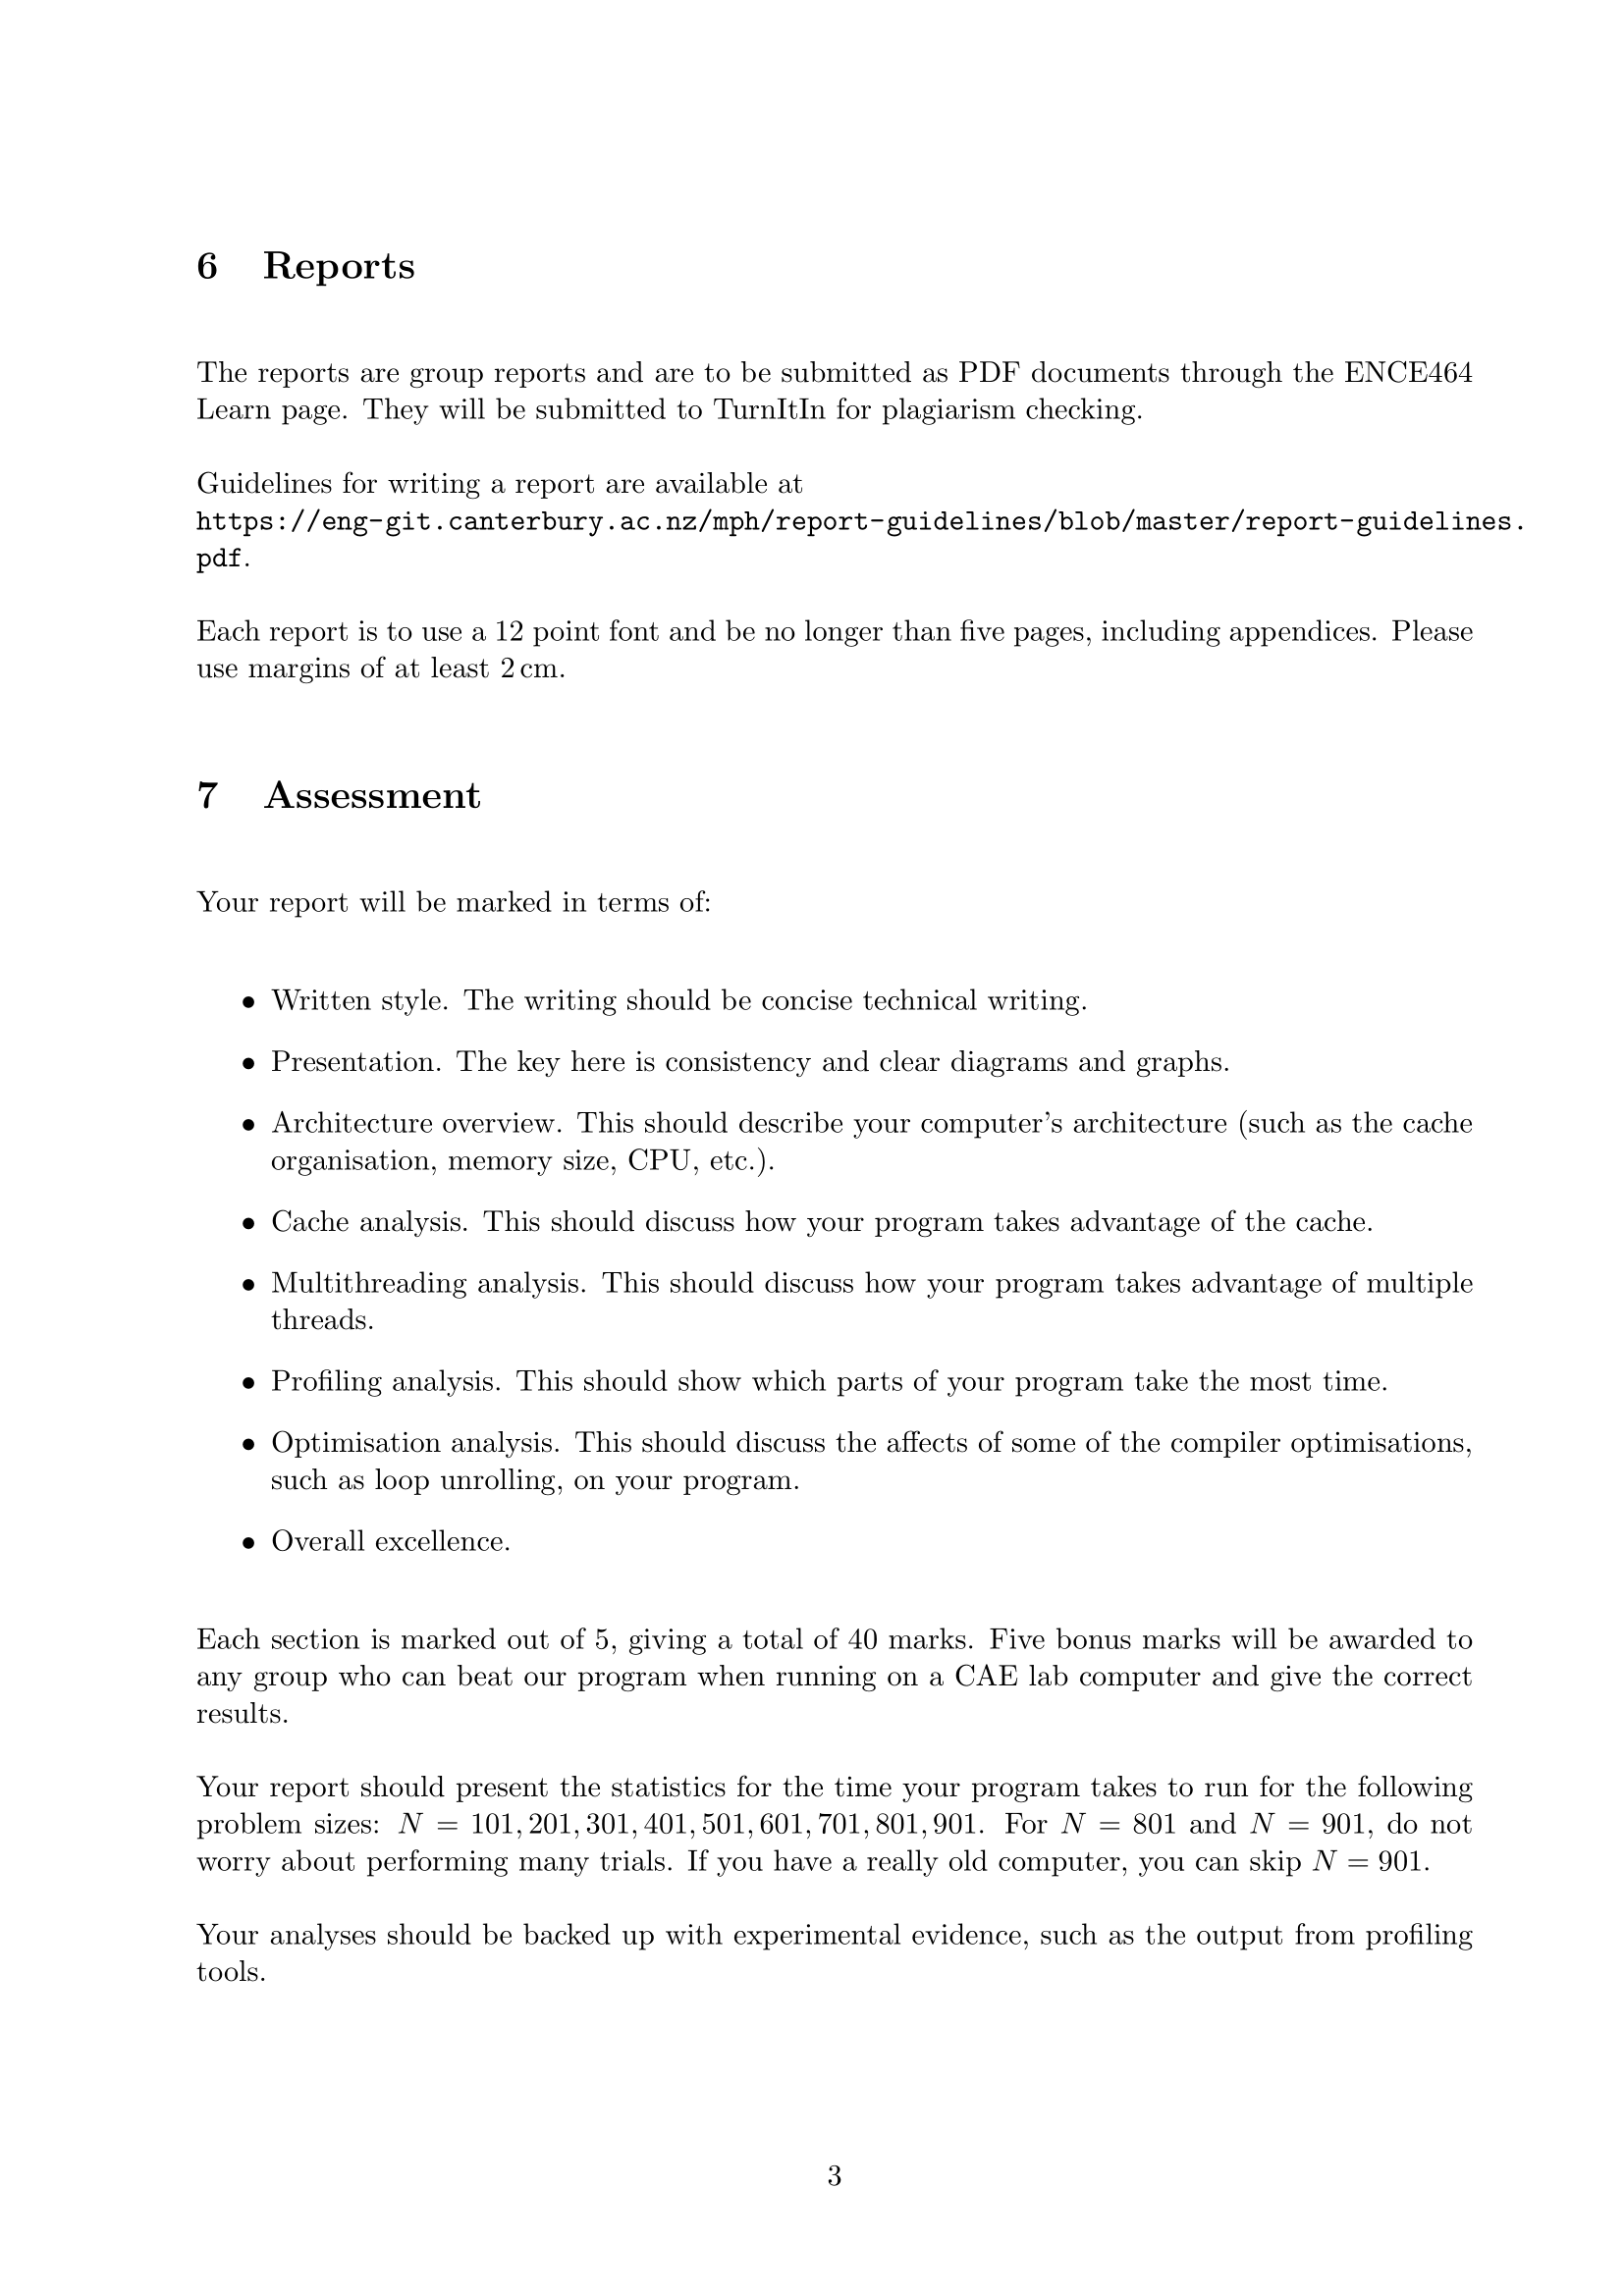 6 Reports
The reports are group reports and are to be submitted as PDF documents through the ENCE464
Learn page. They will be submitted to TurnItIn for plagiarism checking.
Guidelines for writing a report are available at
https://eng-git.canterbury.ac.nz/mph/report-guidelines/blob/master/report-guidelines.
pdf.
Each report is to use a 12 point font and be no longer than five pages, including appendices. Please
use margins of at least 2 cm.
7 Assessment
Your report will be marked in terms of:
• Written style. The writing should be concise technical writing.
• Presentation. The key here is consistency and clear diagrams and graphs.
• Architecture overview. This should describe your computer's architecture (such as the cache
organisation, memory size, CPU, etc.).
• Cache analysis. This should discuss how your program takes advantage of the cache.
• Multithreading analysis. This should discuss how your program takes advantage of multiple
threads.
• Profiling analysis. This should show which parts of your program take the most time.
• Optimisation analysis. This should discuss the affects of some of the compiler optimisations,
such as loop unrolling, on your program.
• Overall excellence.
Each section is marked out of 5, giving a total of 40 marks. Five bonus marks will be awarded to
any group who can beat our program when running on a CAE lab computer and give the correct
results.
Your report should present the statistics for the time your program takes to run for the following
problem sizes: N = 101, 201, 301, 401, 501, 601, 701, 801, 901. For N = 801 and N = 901, do not
worry about performing many trials. If you have a really old computer, you can skip N = 901.
Your analyses should be backed up with experimental evidence, such as the output from profiling
tools.
3